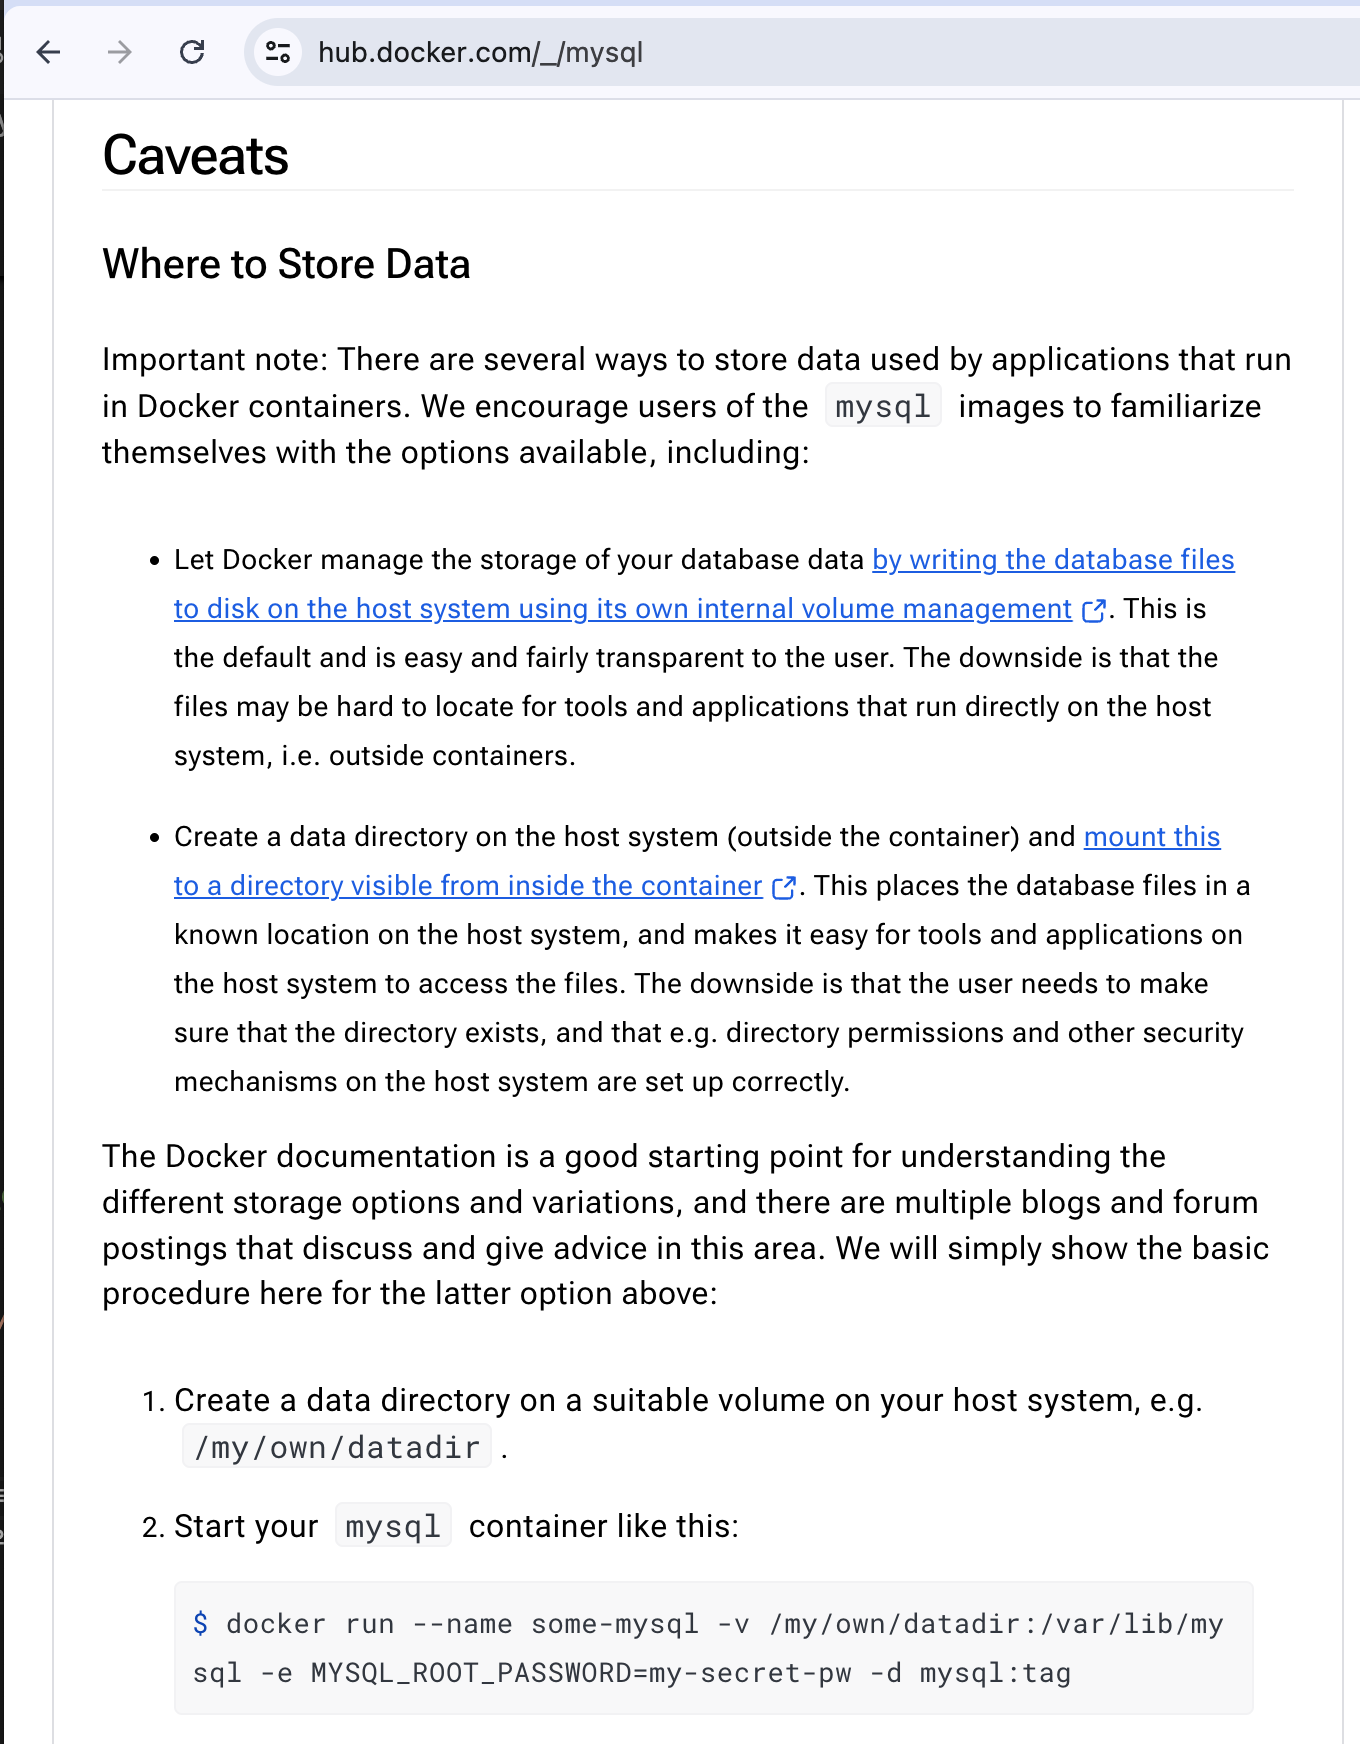 hub.docker.com/_/mysql
Caveats
Where to Store Data
Important note: There are several ways to store data used by applications that run
in Docker containers. We encourage users of the mysql images to familiarize
themselves with the options available, including:
• Let Docker manage the storage of your database data by writing the database files
to disk on the host system using its own internal volume management. This is
the default and is easy and fairly transparent to the user. The downside is that the
files may be hard to locate for tools and applications that run directly on the host
system, i.e. outside containers.
• Create a data directory on the host system (outside the container) and mount this
to a directory visible from inside the container. This places the database files in a
known location on the host system, and makes it easy for tools and applications on
the host system to access the files. The downside is that the user needs to make
sure that the directory exists, and that e.g. directory permissions and other security
mechanisms on the host system are set up correctly.
The Docker documentation is a good starting point for understanding the
different storage options and variations, and there are multiple blogs and forum
postings that discuss and give advice in this area. We will simply show the basic
procedure here for the latter option above:
1. Create a data directory on a suitable volume on your host system, e.g.
/my/own/datadir .
2. Start your mysql container like this:
$ docker run --name some-mysql -v /my/own/datadir:/var/lib/my
sql -e MYSQL_ROOT_PASSWORD=my-secret-pw -d mysql:tag